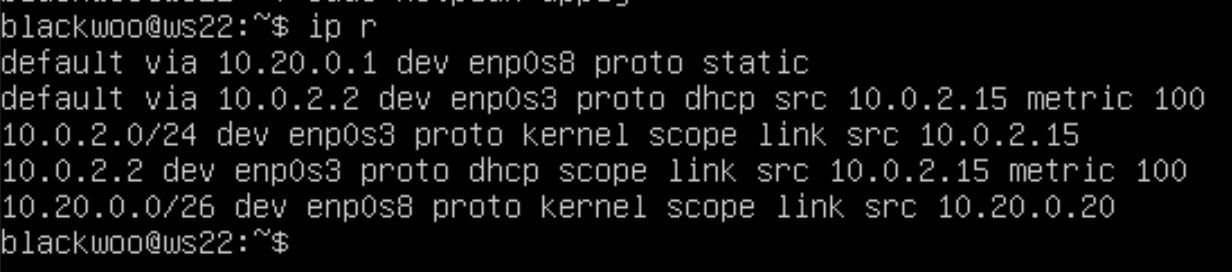 blackwoo@ws22:~$ ip r
default via 10.20.0.1 dev enp0s8 proto static
default via 10.0.2.2 dev enp0s3 proto dhcp src 10.0.2.15 metric 100
10.0.2.0/24 dev enp0s3 proto kernel scope link src 10.0.2.15
10.0.2.2 dev enp0s3 proto dhcp scope link src 10.0.2.15 metric 100
10.20.0.0/26 dev enp0s8 proto kernel scope link src 10.20.0.20
blackwoo@ws22:~$